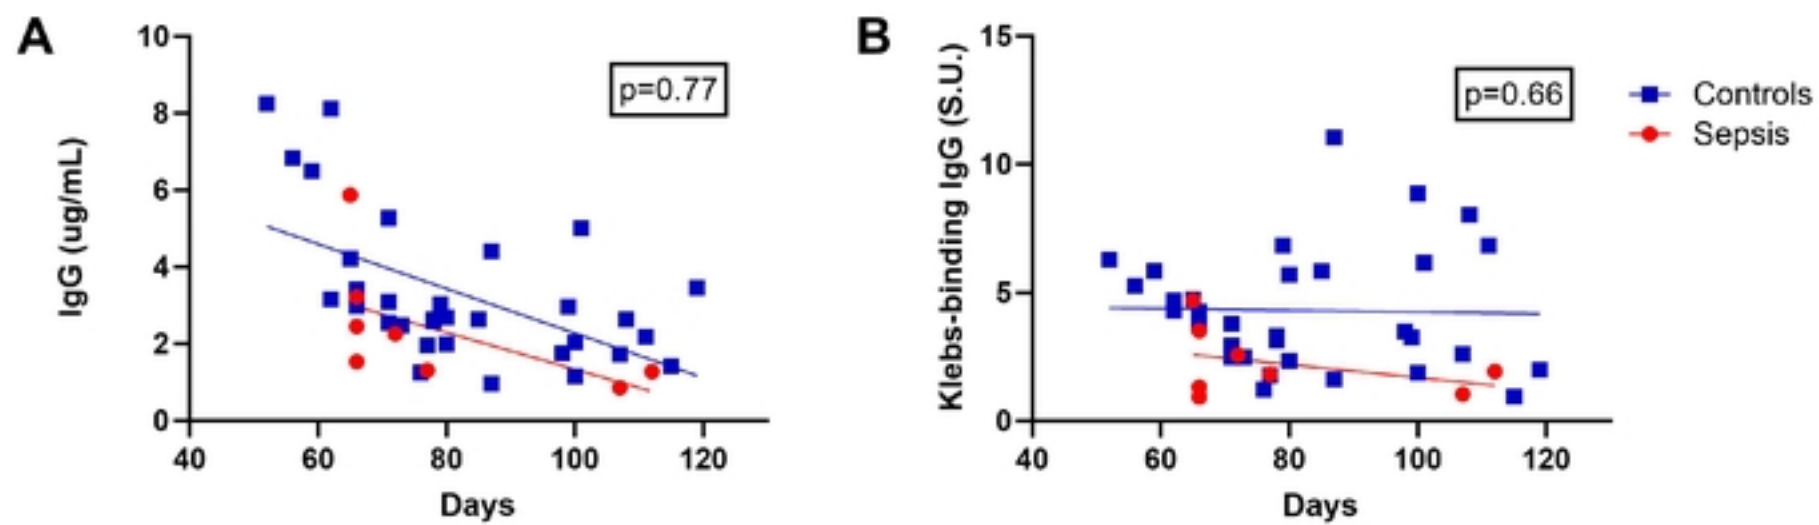 A
IgG (ug/mL)
10
8
6
4
2
0
p=0.77
40 60 80 100 120
Days
B
Klebs-binding IgG (S.U.)
15
10
5
0
p=0.66
40 60 80 100 120
Days
Controls
Sepsis